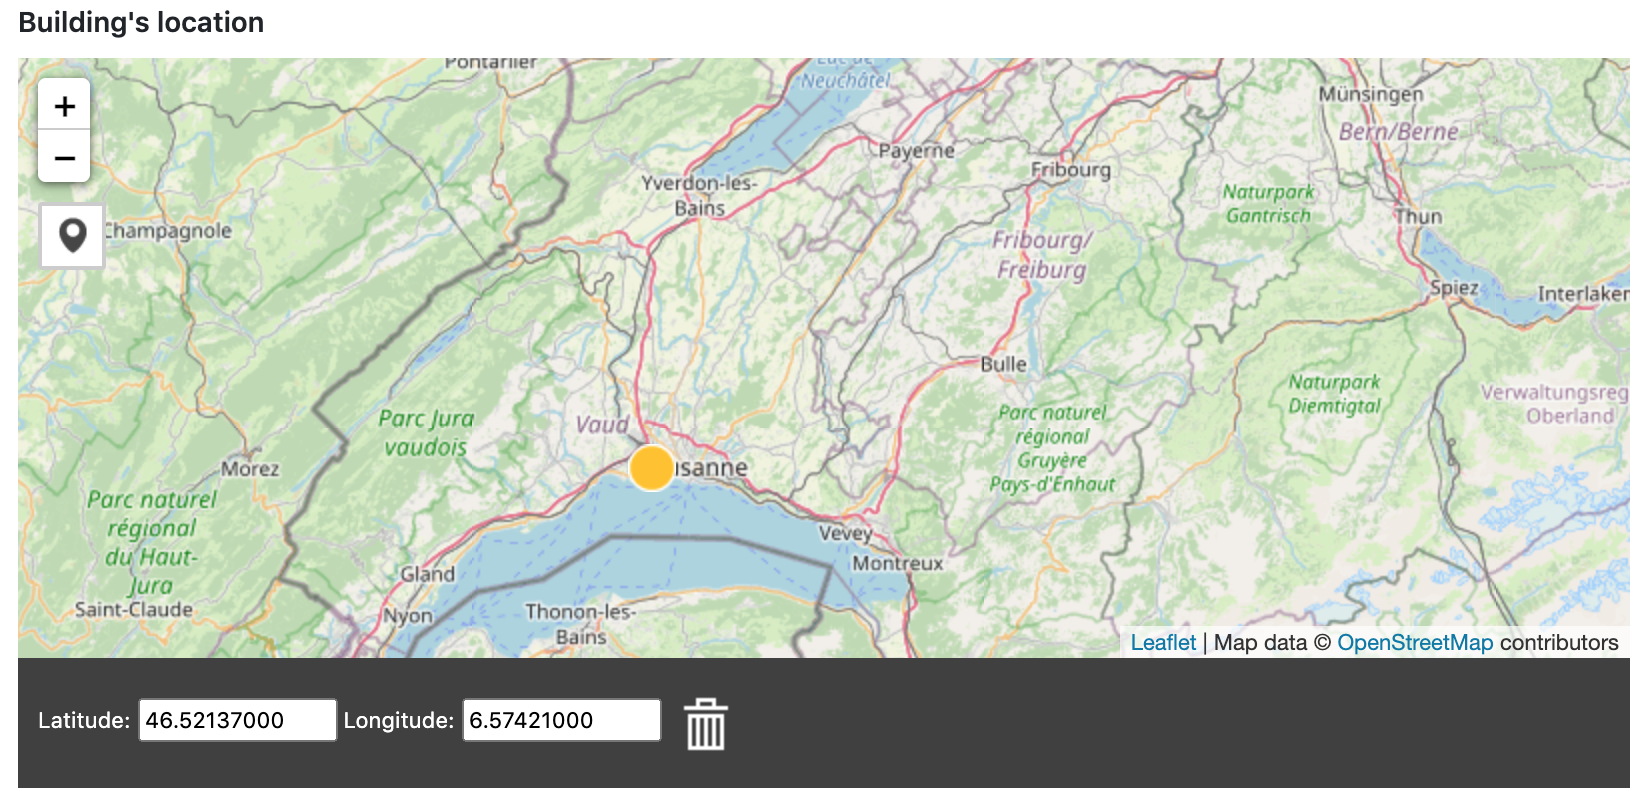 Building's location
Pontarlier
Luc de
Neuchâtel
+
−
Münsingen
Bern/Berne
Payerne
Fribourg
Yverdon-les-
Bains
Naturpark
Gantrisch
Thun
Champagnole
Fribourg/
Freiburg
Spiez
Interlaken
Bulle
Parc Jura
vaudois
Vaud
Naturpark
Diemtigtal
Verwaltungsreg
Oberland
Parc naturel
régional
Gruyère
Pays-d'Enhaut
Morez
usanne
Parc naturel
régional
du Haut-
Jura
Vevey
Montreux
Gland
Saint-Claude
Nyon
Thonon-les-
Bains
Leaflet | Map data © OpenStreetMap contributors
Latitude: 46.52137000 Longitude: 6.57421000